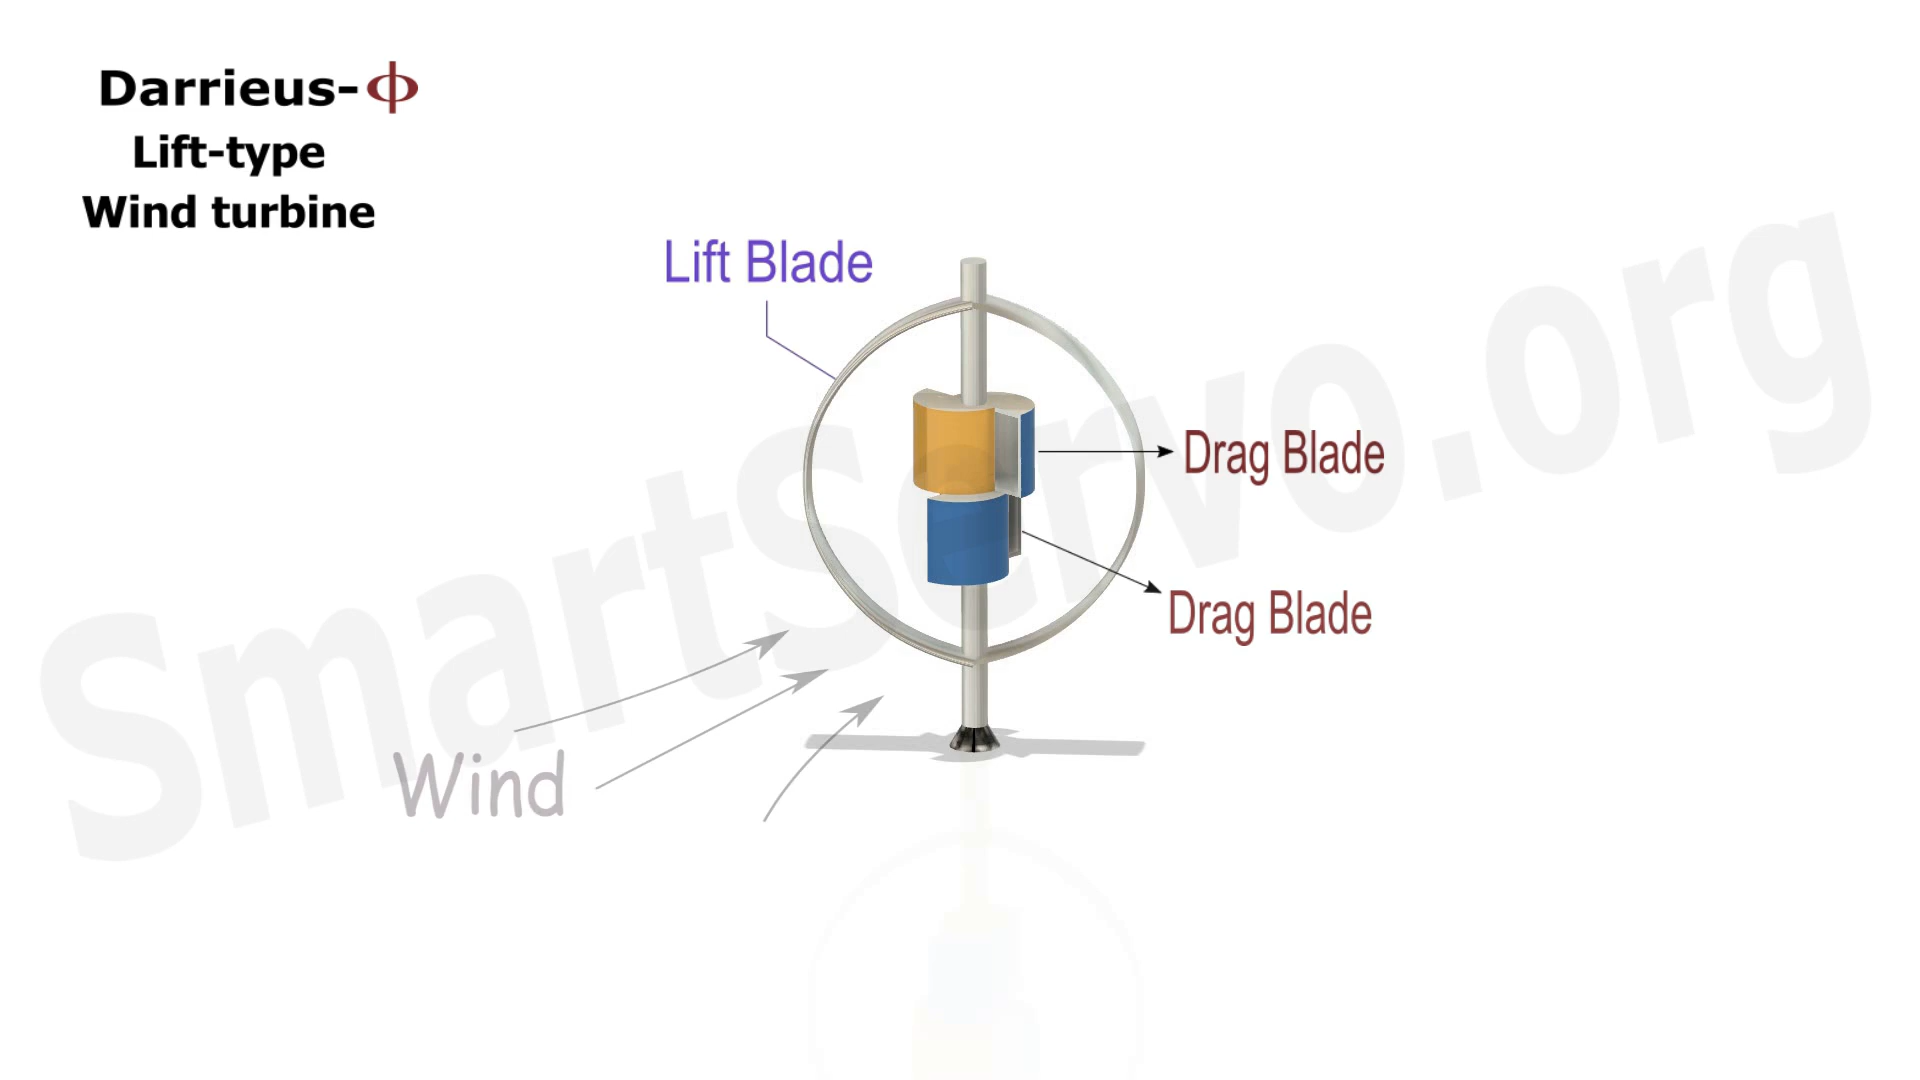 Darrieus-Φ
Lift-type
Wind turbine
Lift Blade
Drag Blade
Drag Blade
Wind
SmartServo.org